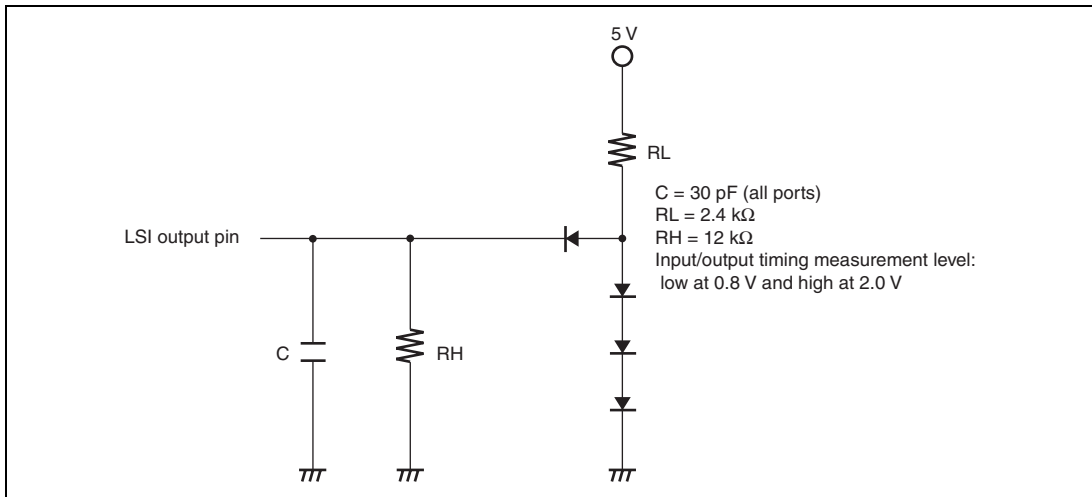 5 V
RL
C = 30 pF (all ports)
RL = 2.4 kΩ
RH = 12 kΩ
Input/output timing measurement level:
low at 0.8 V and high at 2.0 V
LSI output pin
C
RH